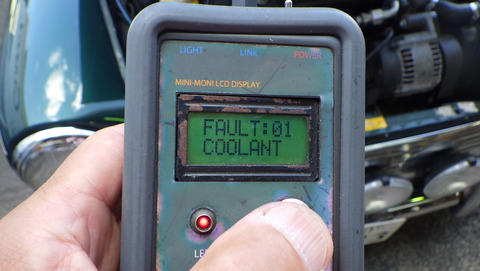 LIGHT LINK POWER
MINI-MONI LCD DISPLAY
FAULT:01
COOLANT